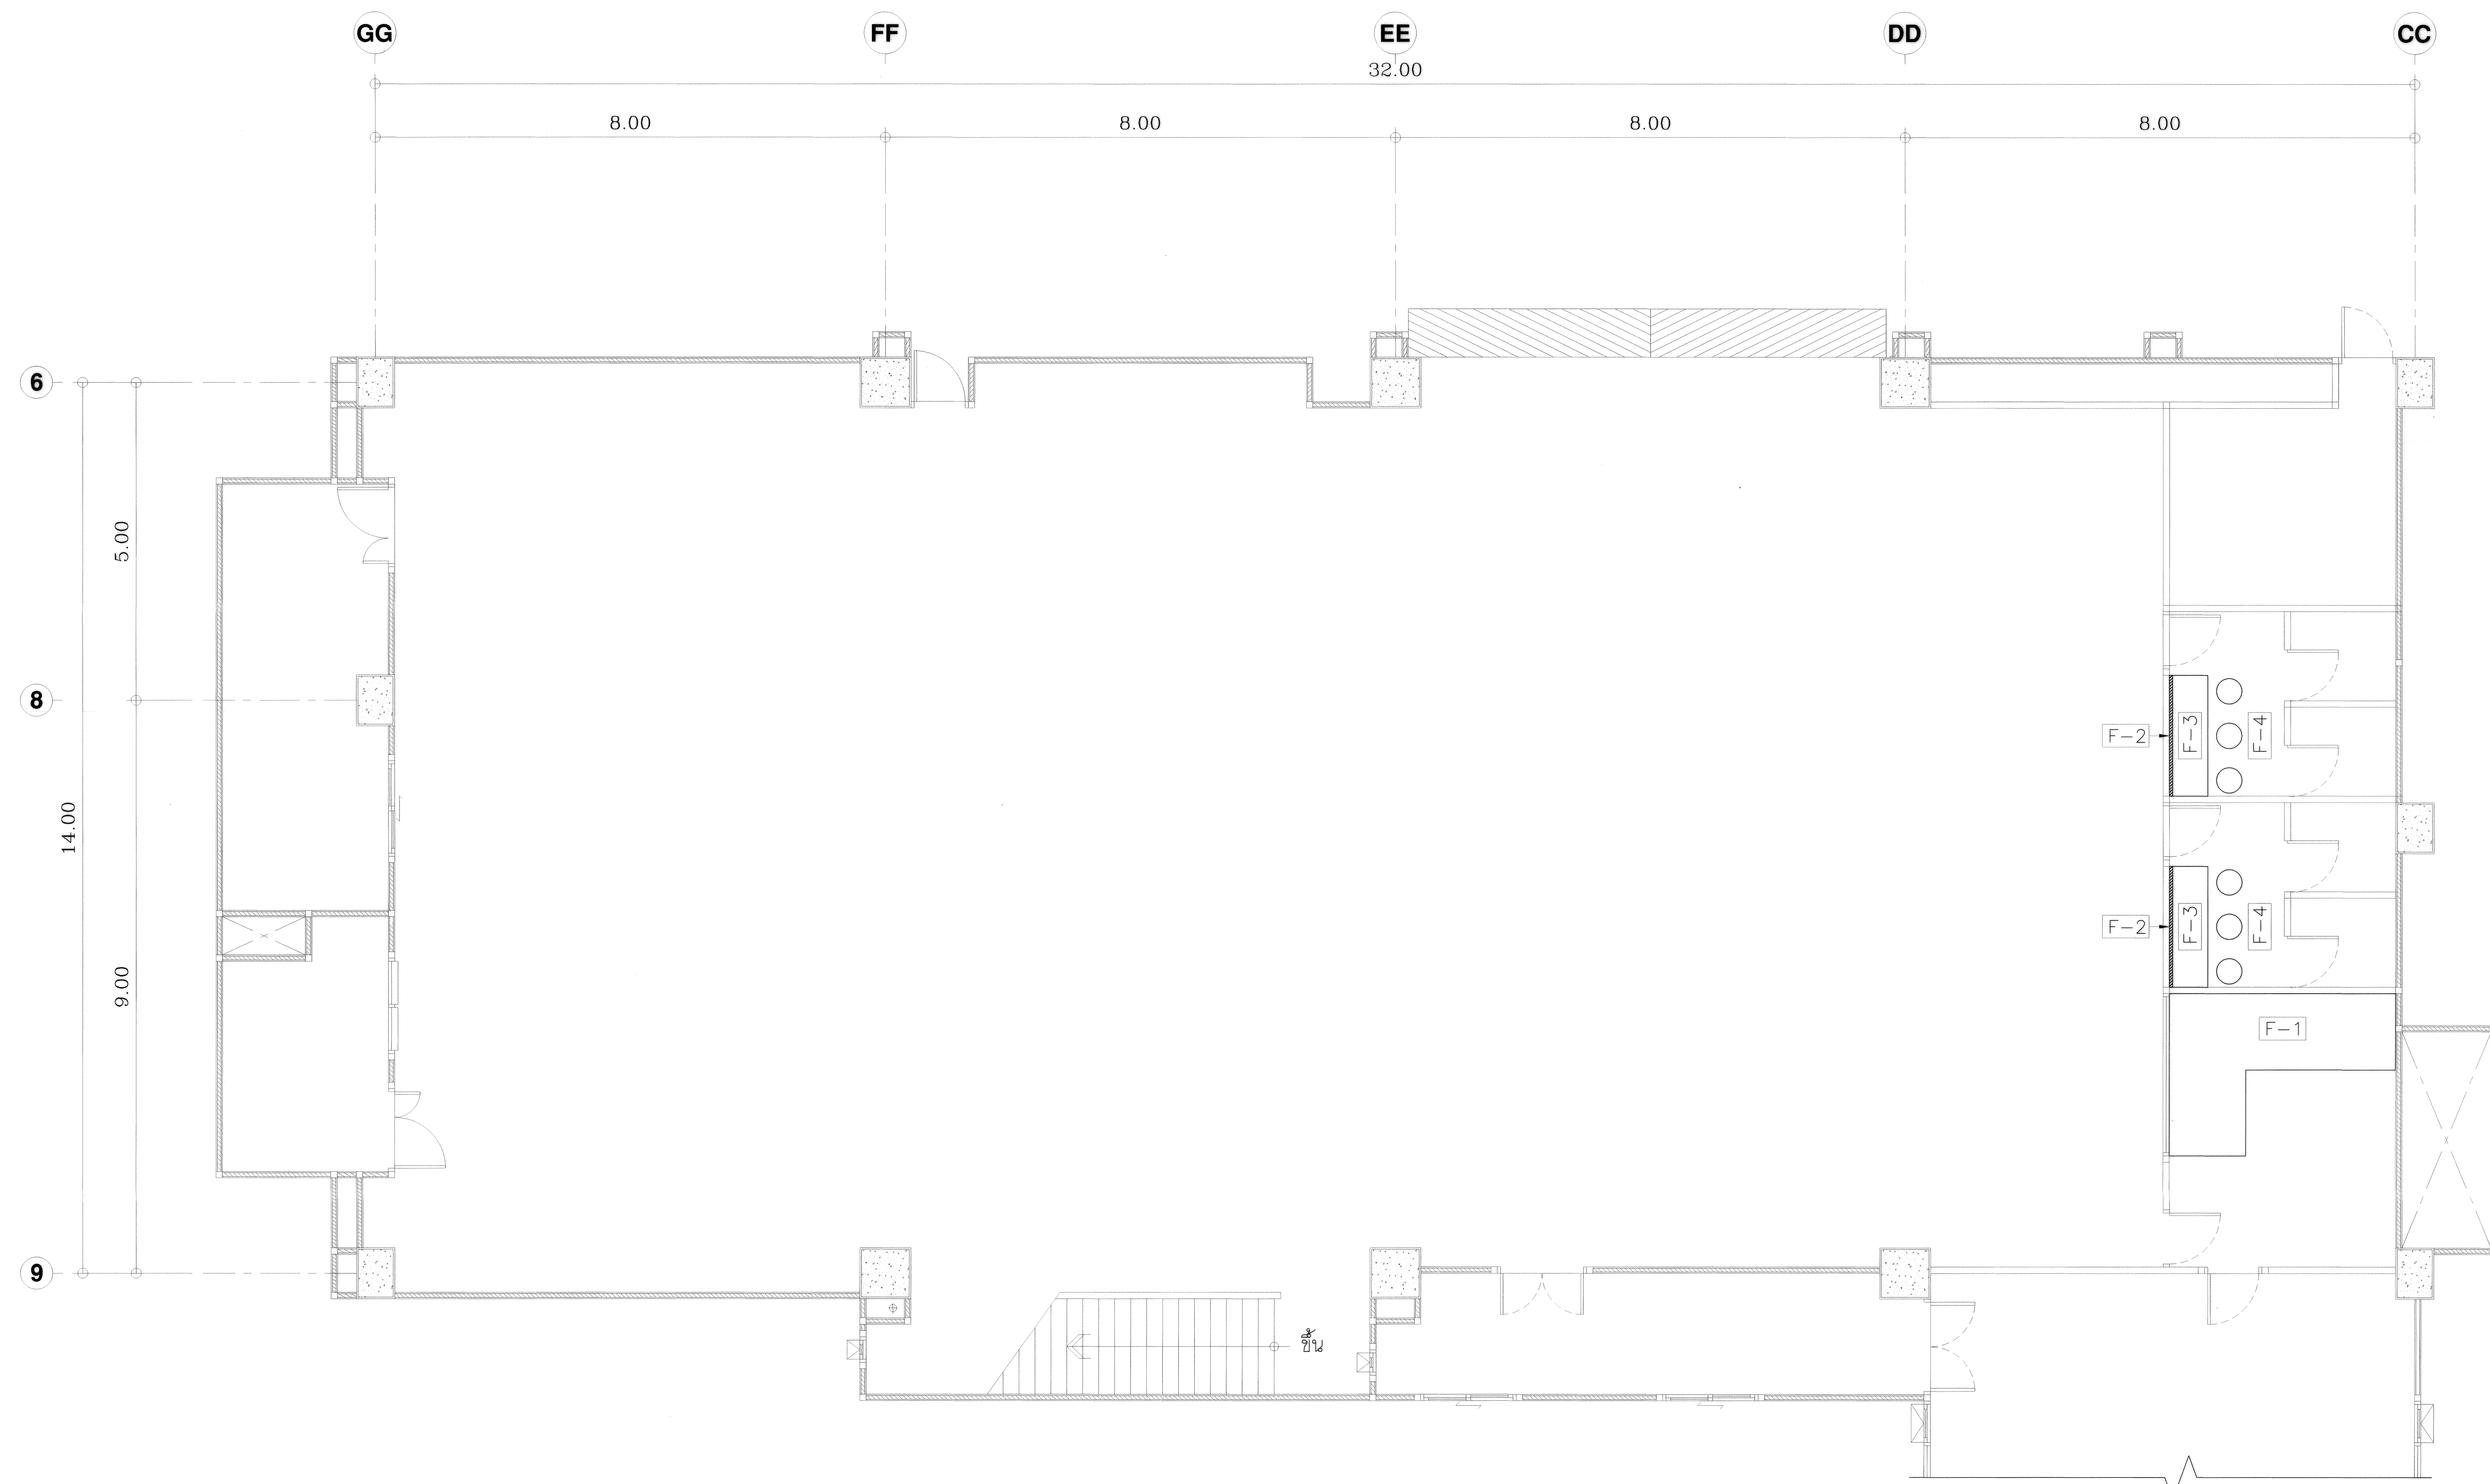 GG FF EE DD CC
32.00
8.00 8.00 8.00 8.00
6
5.00
8
F-2 F-3 F-4
14.00
F-2 F-3 F-4
9.00
F-1
9
ขึ้น